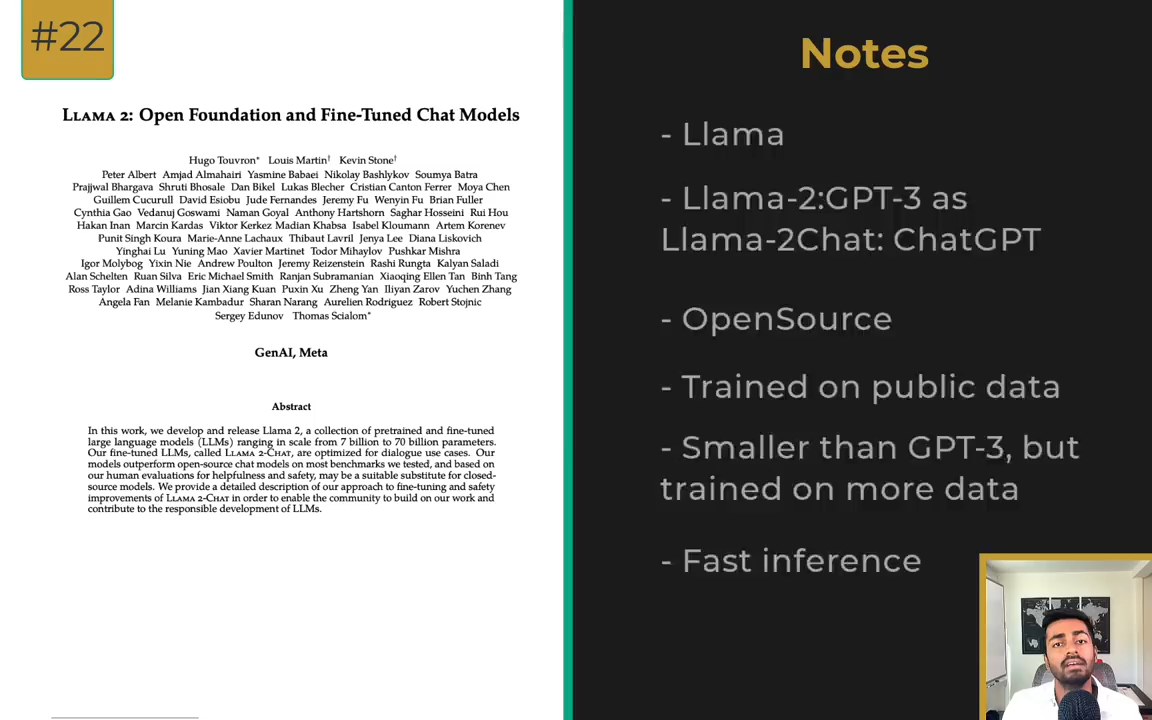 #22
LLAMA 2: Open Foundation and Fine-Tuned Chat Models
Hugo Touvron* Louis Martin† Kevin Stone†
Peter Albert Amjad Almahairi Yasmine Babaei Nikolay Bashlykov Soumya Batra
Prajjwal Bhargava Shruti Bhosale Dan Bikel Lukas Blecher Cristian Canton Ferrer Moya Chen
Guillem Cucurull David Esiobu Jude Fernandes Jeremy Fu Wenyin Fu Brian Fuller
Cynthia Gao Vedanuj Goswami Naman Goyal Anthony Hartshorn Saghar Hosseini Rui Hou
Hakan Inan Marcin Kardas Viktor Kerkez Madian Khabsa Isabel Kloumann Artem Korenev
Punit Singh Koura Marie-Anne Lachaux Thibaut Lavril Jenya Lee Diana Liskovich
Yinghai Lu Yuning Mao Xavier Martinet Todor Mihaylov Pushkar Mishra
Igor Molybog Yixin Nie Andrew Poulton Jeremy Reizenstein Rashi Rungta Kalyan Saladi
Alan Schelten Ruan Silva Eric Michael Smith Ranjan Subramanian Xiaoqing Ellen Tan Binh Tang
Ross Taylor Adina Williams Jian Xiang Kuan Puxin Xu Zheng Yan Iliyan Zarov Yuchen Zhang
Angela Fan Melanie Kambadur Sharan Narang Aurelien Rodriguez Robert Stojnic
Sergey Edunov Thomas Scialom*
GenAI, Meta
Abstract
In this work, we develop and release Llama 2, a collection of pretrained and fine-tuned
large language models (LLMs) ranging in scale from 7 billion to 70 billion parameters.
Our fine-tuned LLMs, called LLAMA 2-CHAT, are optimized for dialogue use cases. Our
models outperform open-source chat models on most benchmarks we tested, and based on
our human evaluations for helpfulness and safety, may be a suitable substitute for closed-
source models. We provide a detailed description of our approach to fine-tuning and safety
improvements of LLAMA 2-CHAT in order to enable the community to build on our work and
contribute to the responsible development of LLMs.
Notes
- Llama
- Llama-2:GPT-3 as
Llama-2Chat: ChatGPT
- OpenSource
- Trained on public data
- Smaller than GPT-3, but
trained on more data
- Fast inference